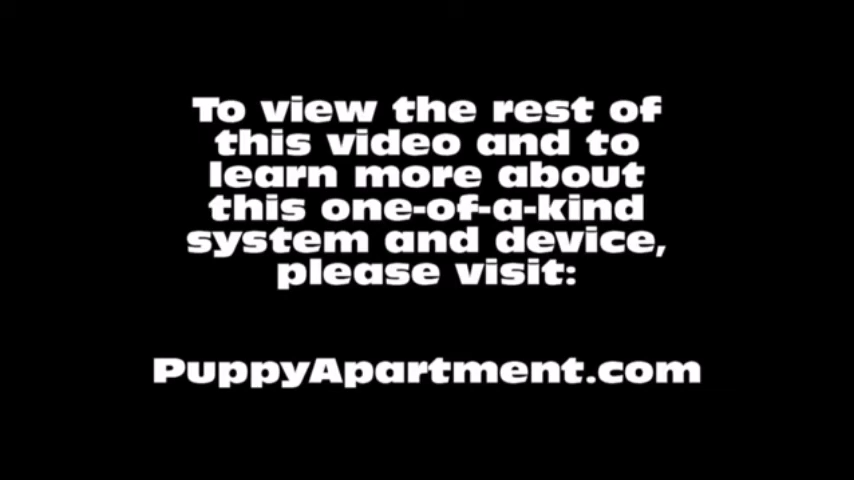 To view the rest of
this video and to
learn more about
this one-of-a-kind
system and device,
please visit:
PuppyApartment.com